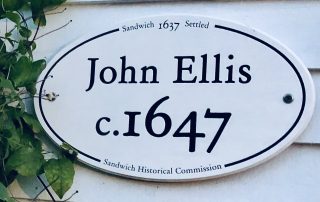 Sandwich 1637 Settled
John Ellis
c.1647
Sandwich Historical Commission